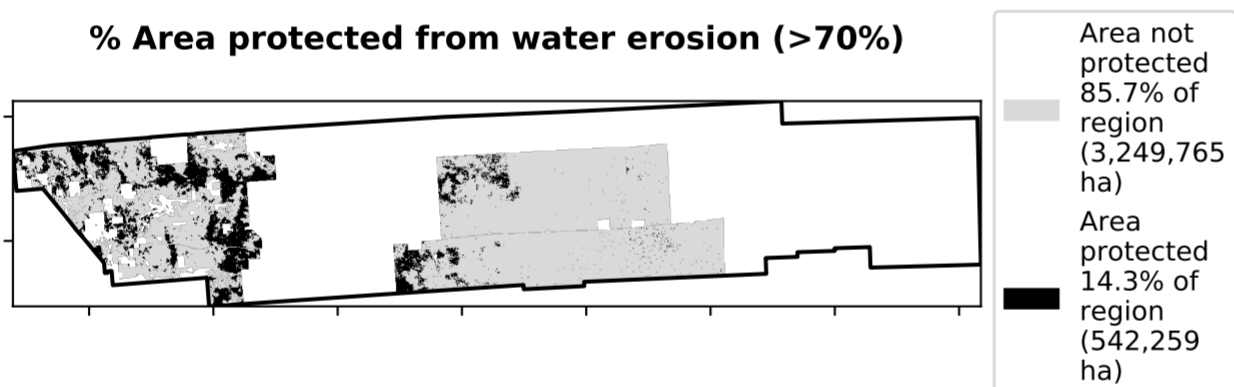 % Area protected from water erosion (>70%)
Area not
protected
85.7% of
region
(3,249,765
ha)
Area
protected
14.3% of
region
(542,259
ha)